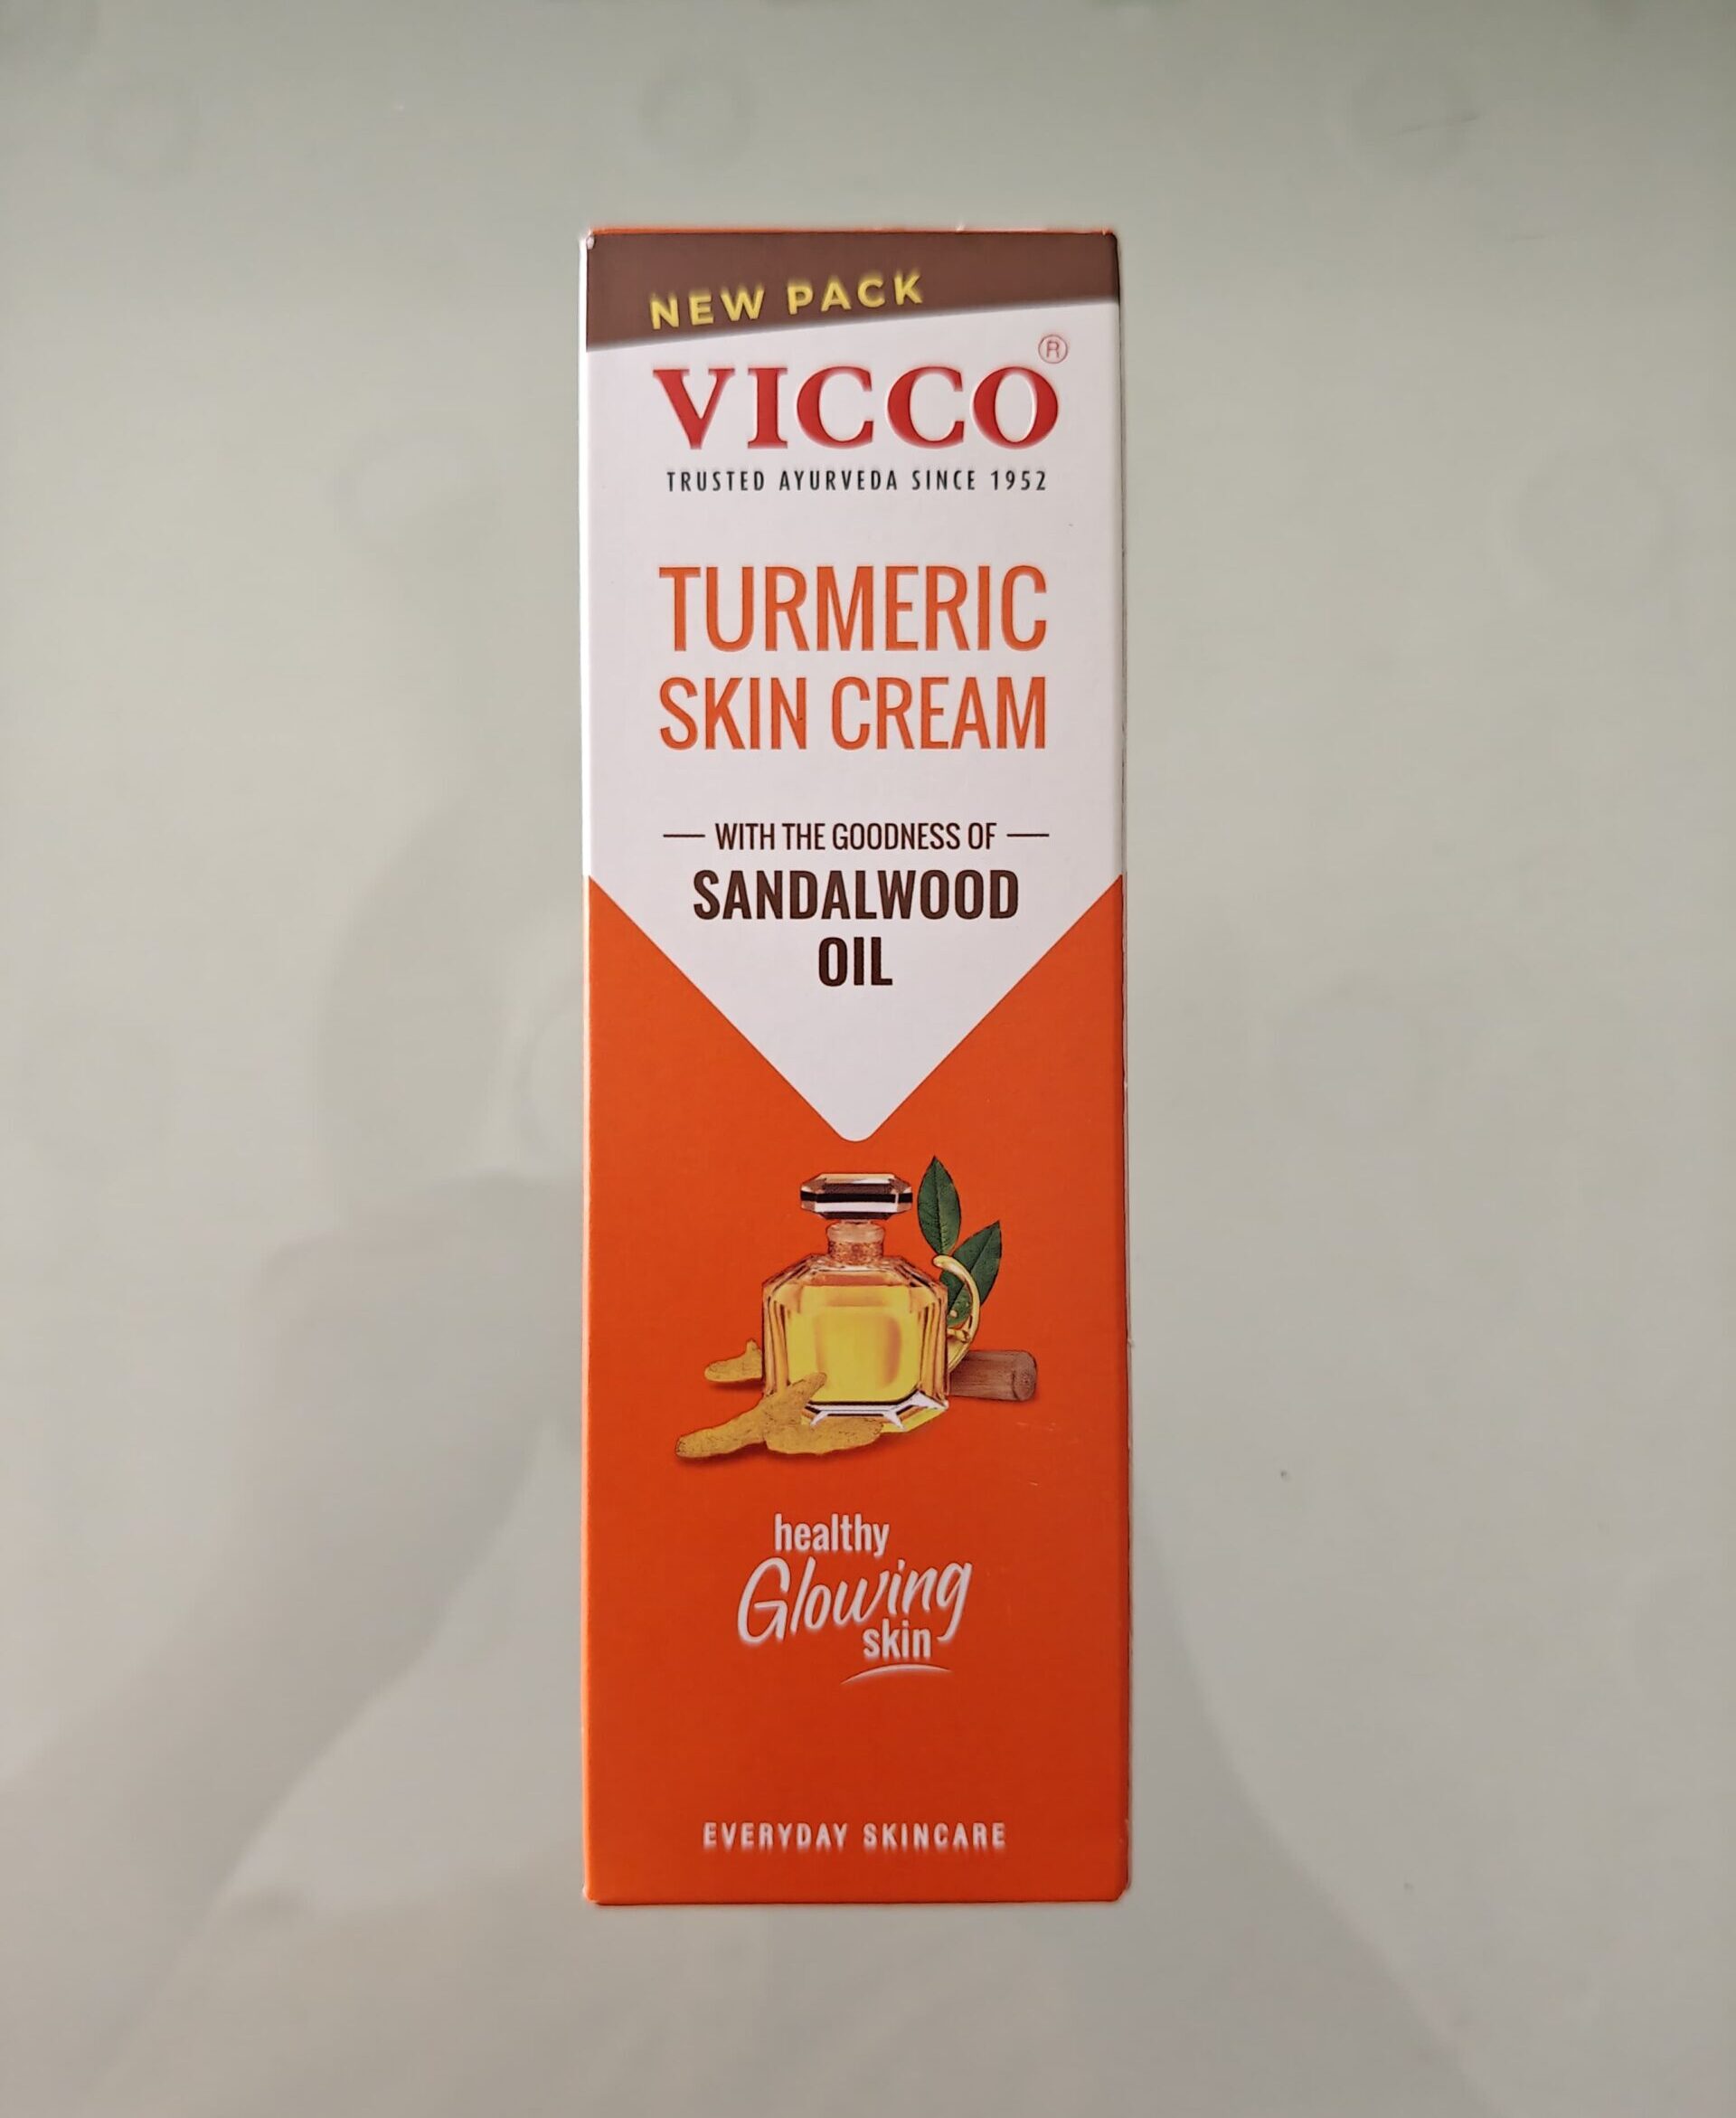 NEW PACK
VICCO®
TRUSTED AYURVEDA SINCE 1952
TURMERIC
SKIN CREAM
WITH THE GOODNESS OF
SANDALWOOD
OIL
healthy
Glowing
skin
EVERYDAY SKINCARE